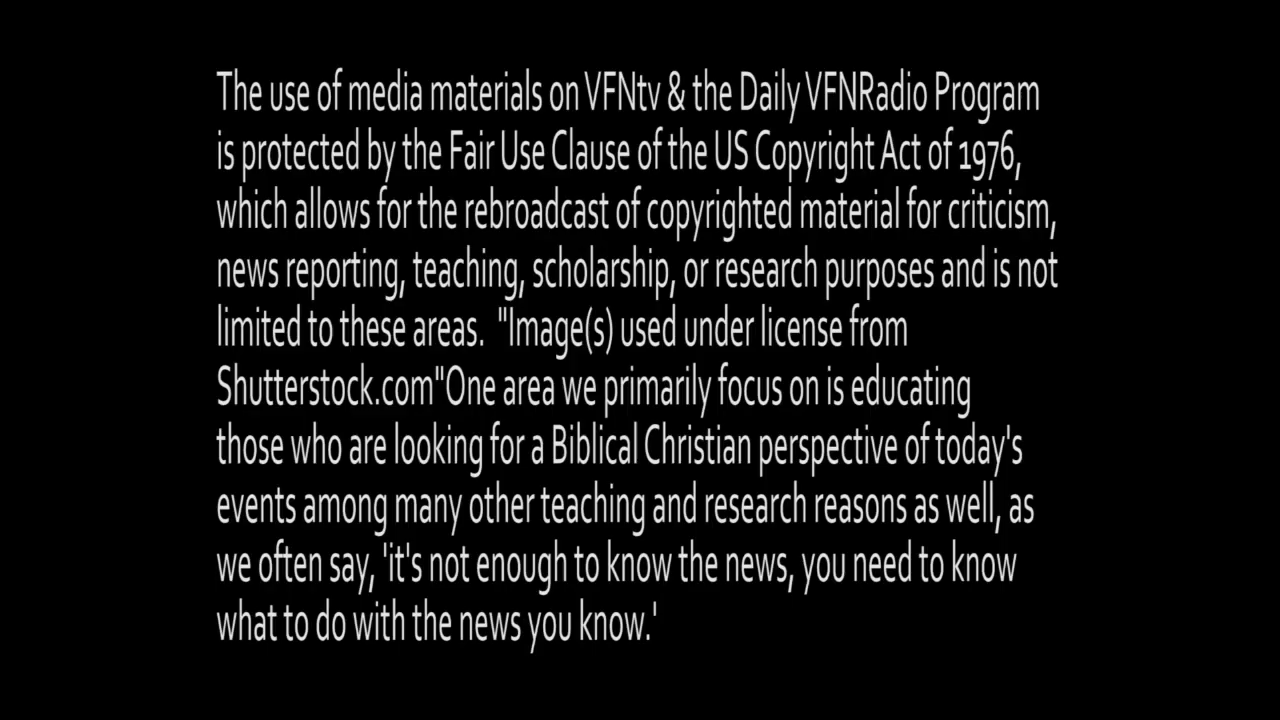 The use of media materials on VFNtv & the Daily VFNRadio Program
is protected by the Fair Use Clause of the US Copyright Act of 1976,
which allows for the rebroadcast of copyrighted material for criticism,
news reporting, teaching, scholarship, or research purposes and is not
limited to these areas.  "Image(s) used under license from
Shutterstock.com"One area we primarily focus on is educating
those who are looking for a Biblical Christian perspective of today's
events among many other teaching and research reasons as well, as
we often say, 'it's not enough to know the news, you need to know
what to do with the news you know.'